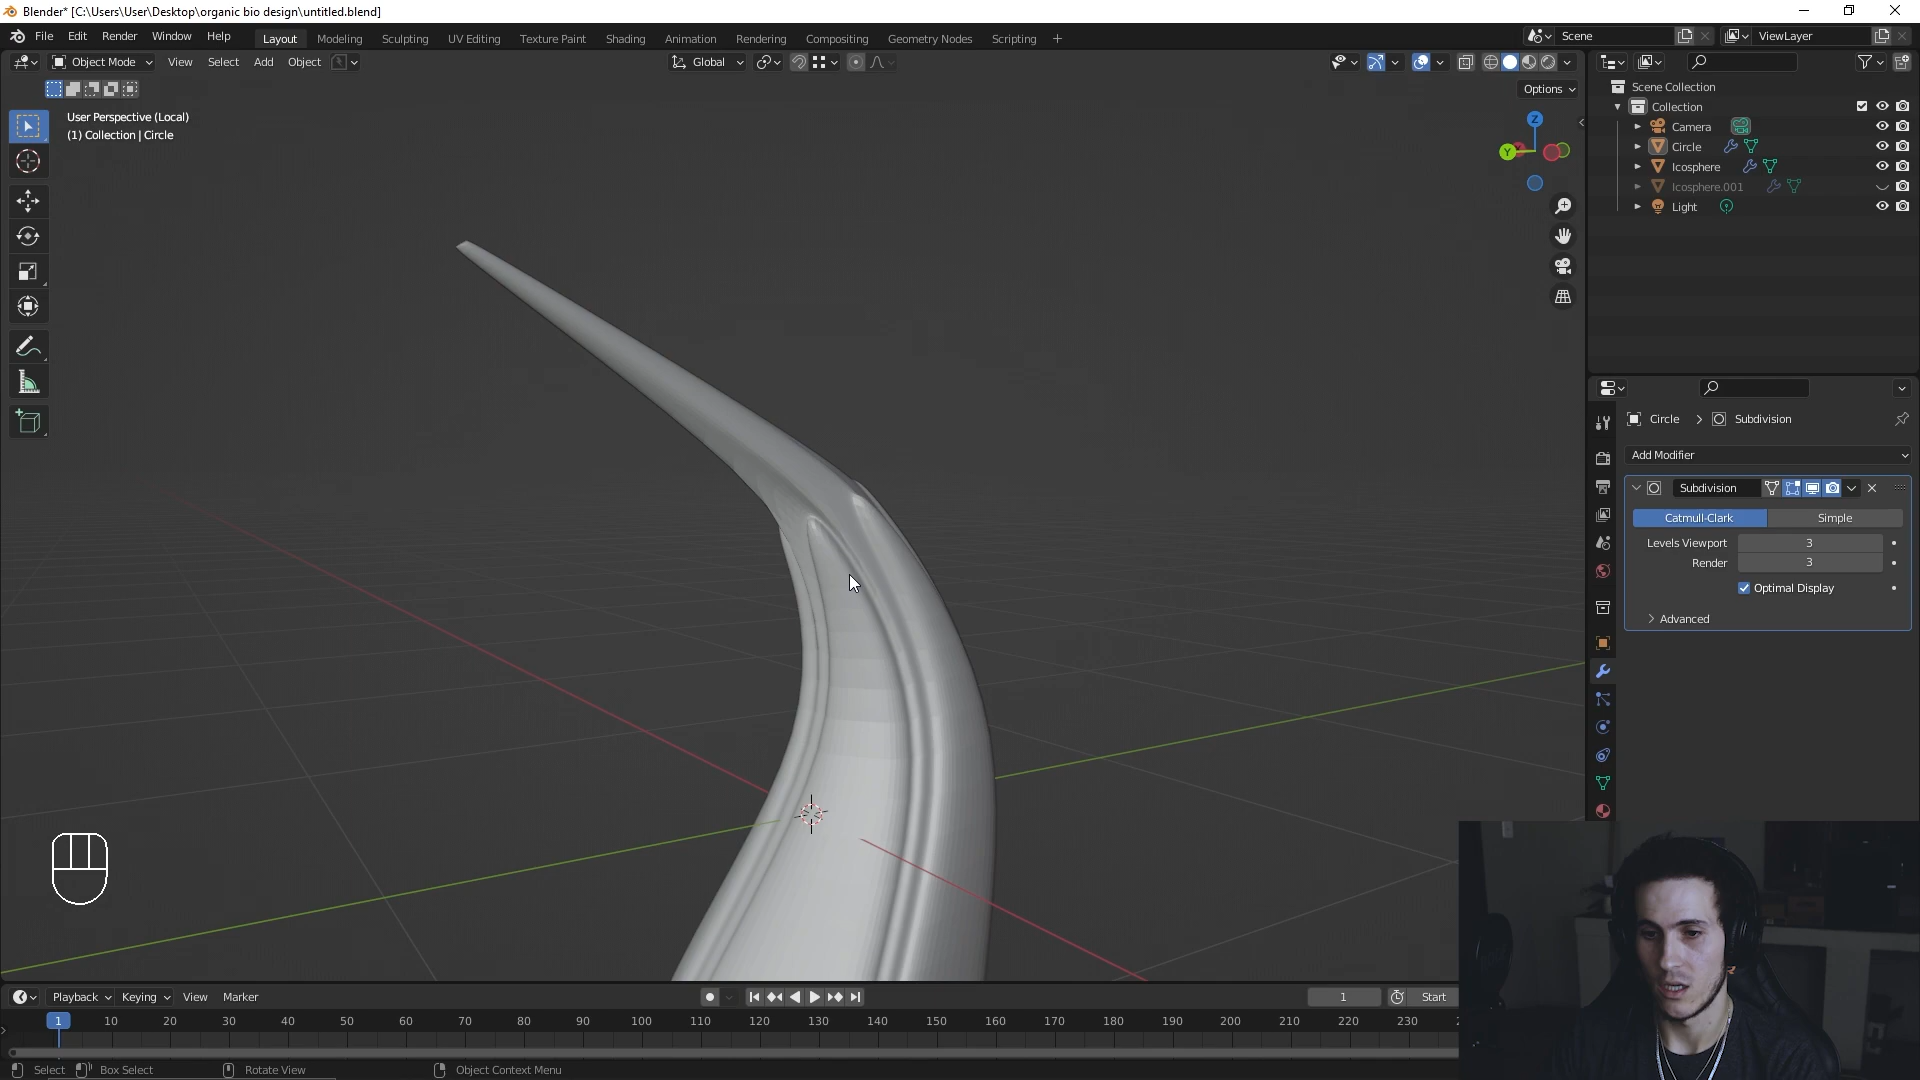 Blender* [C:\Users\User\Desktop\organic bio design\untitled.blend]
File Edit Render Window Help Layout Modeling Sculpting UV Editing Texture Paint Shading Animation Rendering Compositing Geometry Nodes Scripting + Scene ViewLayer
Object Mode View Select Add Object Global
Options
User Perspective (Local)
(1) Collection | Circle
Z
Y
Scene Collection
Collection
Camera
Circle
Icosphere
Icosphere.001
Light
Circle > Subdivision
Add Modifier
Subdivision
Catmull-Clark Simple
Levels Viewport 3
Render 3
Optimal Display
Advanced
Playback Keying View Marker 1 Start
1 10 20 30 40 50 60 70 80 90 100 110 120 130 140 150 160 170 180 190 200 210 220 230
Select Box Select Rotate View Object Context Menu